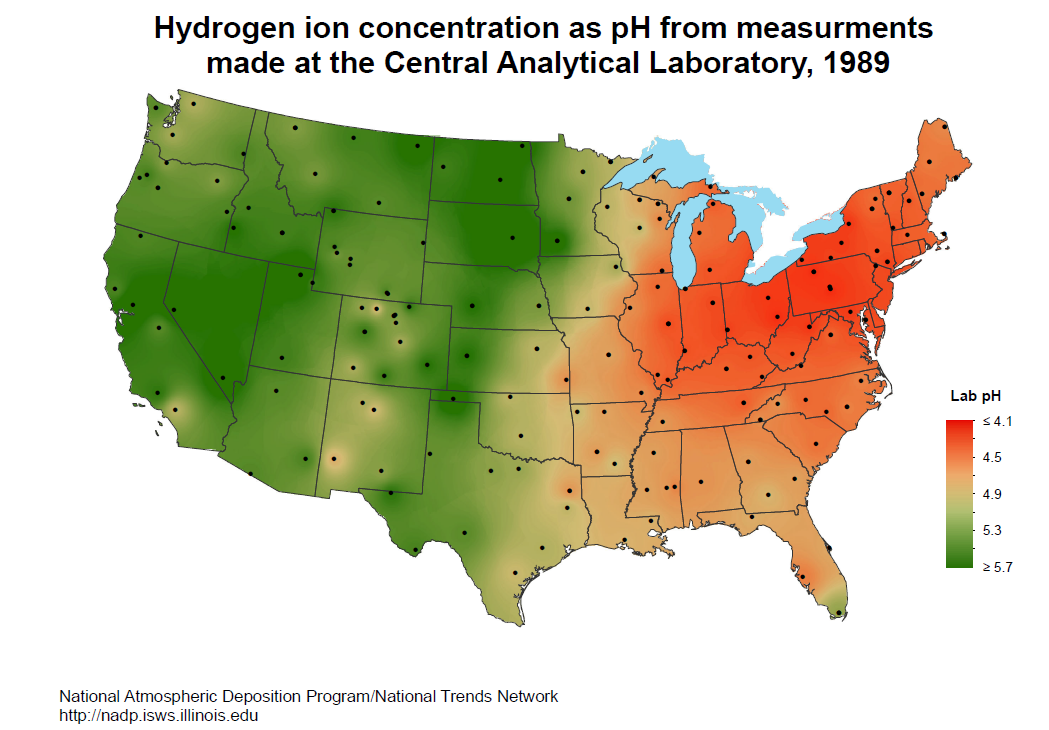 Hydrogen ion concentration as pH from measurments
made at the Central Analytical Laboratory, 1989
Lab pH
≤ 4.1
4.5
4.9
5.3
≥ 5.7
National Atmospheric Deposition Program/National Trends Network
http://nadp.isws.illinois.edu